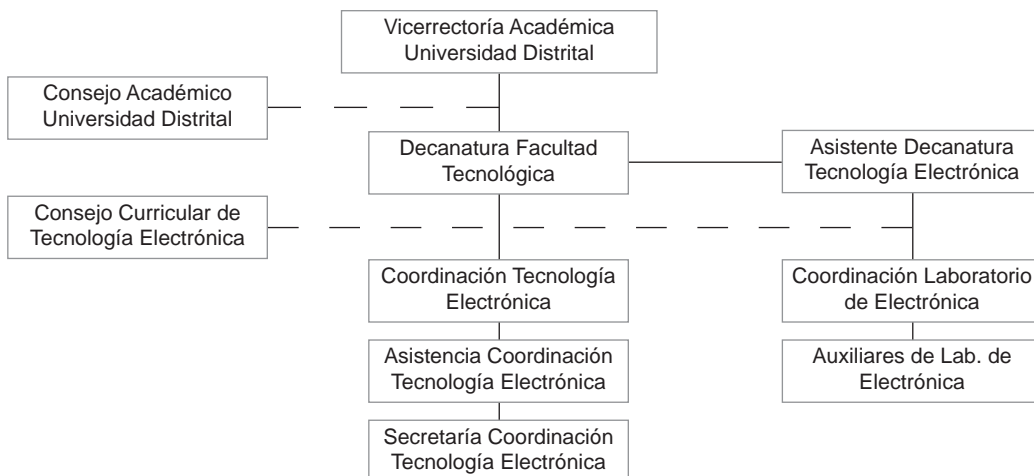 Vicerrectoría Académica
Universidad Distrital
Consejo Académico
Universidad Distrital
Decanatura Facultad
Tecnológica
Asistente Decanatura
Tecnología Electrónica
Consejo Curricular de
Tecnología Electrónica
Coordinación Tecnología
Electrónica
Coordinación Laboratorio
de Electrónica
Asistencia Coordinación
Tecnología Electrónica
Auxiliares de Lab. de
Electrónica
Secretaría Coordinación
Tecnología Electrónica